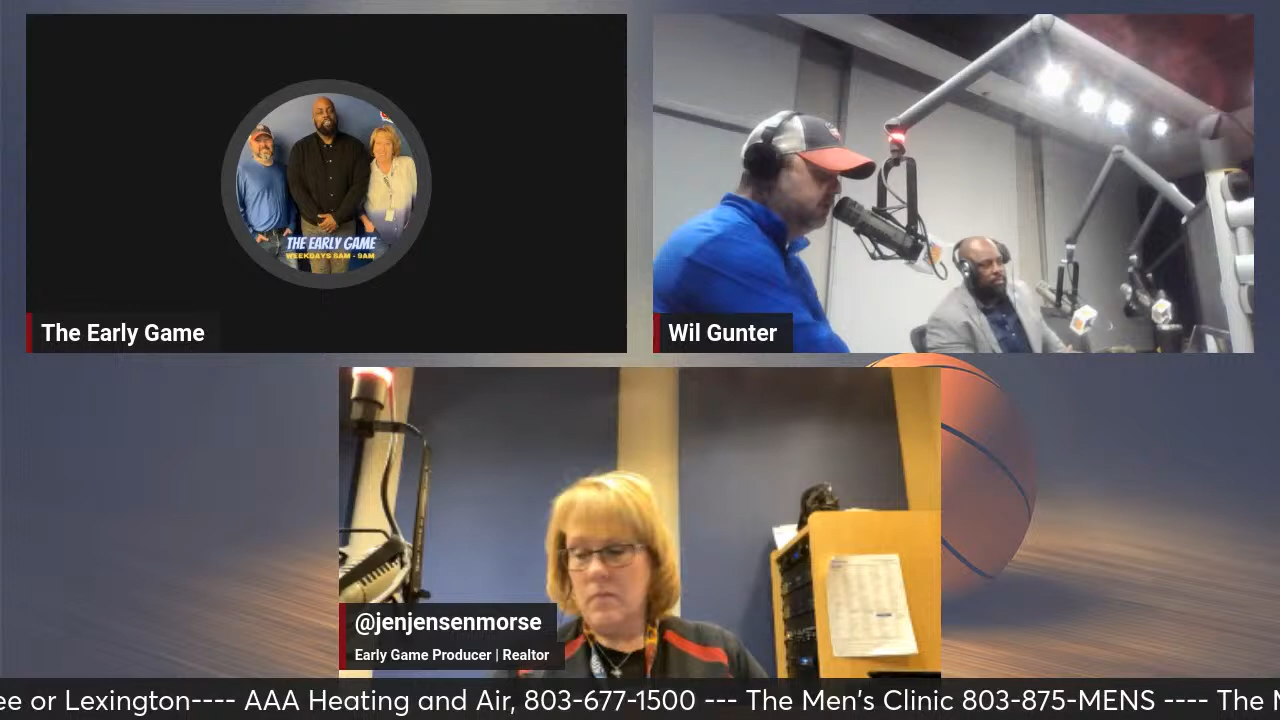 THE EARLY GAME
WEEKDAYS 6AM - 9AM
The Early Game
Wil Gunter
@jenjensenmorse
Early Game Producer | Realtor
ee or Lexington---- AAA Heating and Air, 803-677-1500 --- The Men's Clinic 803-875-MENS ---- The M